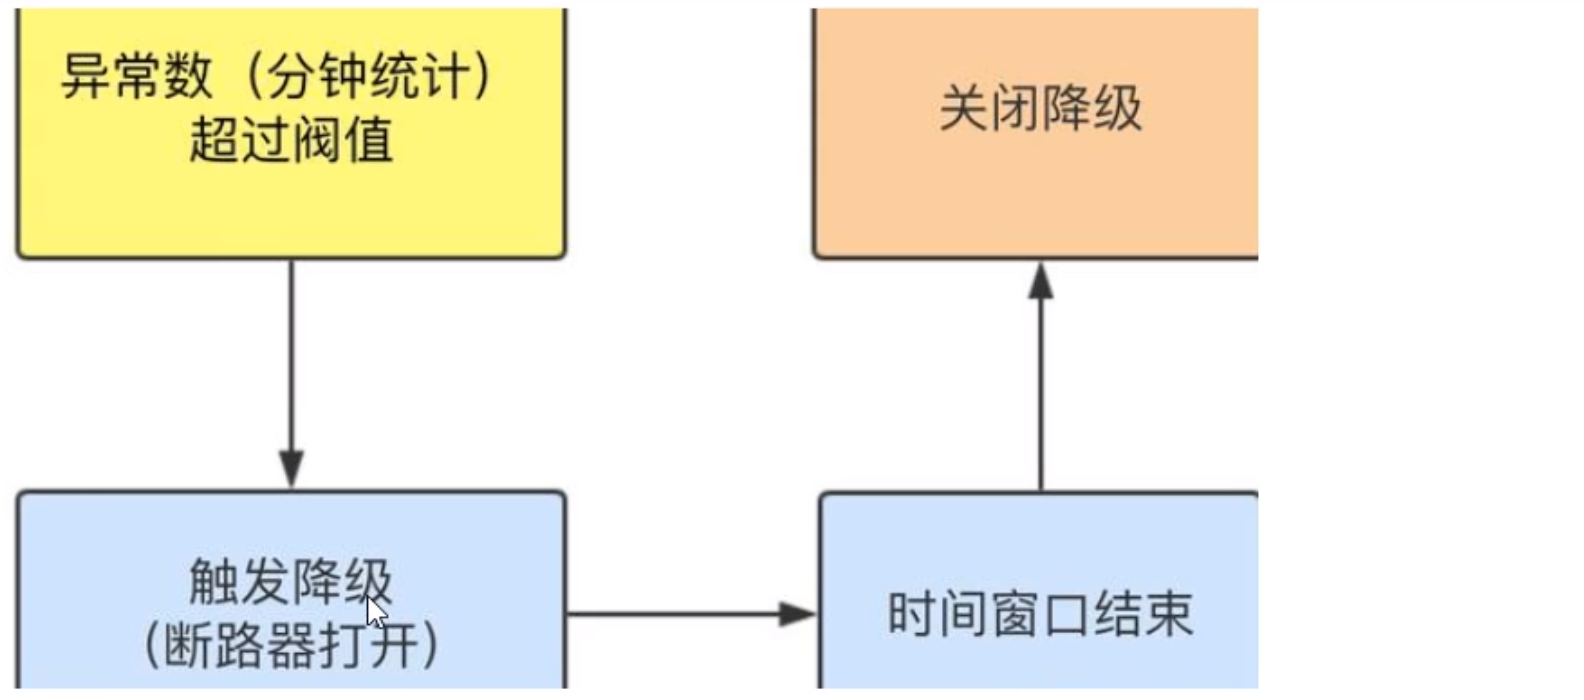 异常数（分钟统计）
超过阀值
关闭降级
触发降级
（断路器打开）
时间窗口结束